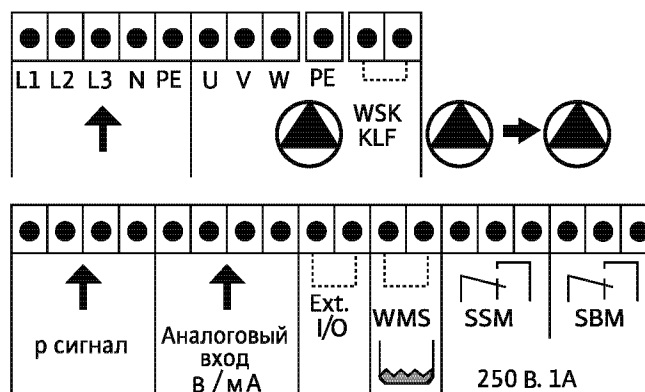 L1 L2 L3 N PE U V W PE
WSK
KLF
р сигнал
Аналоговый
вход
В / мА
Ext.
I/O
WMS
SSM
SBM
250 В. 1А